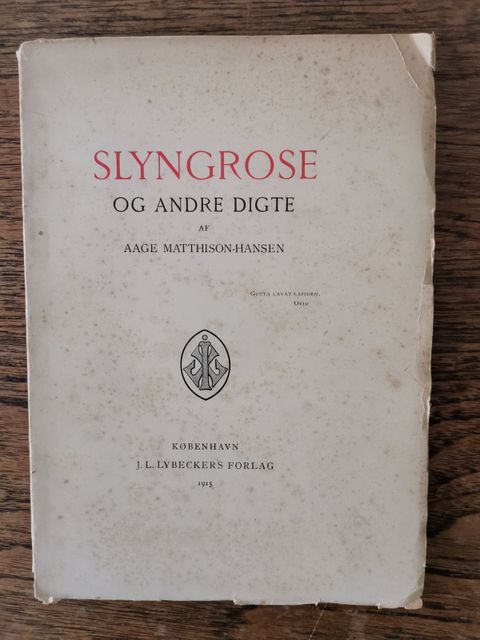 SLYNGROSE
OG ANDRE DIGTE
AF
AAGE MATTHISON-HANSEN
GUTTA CAVAT LAPIDEM.
OVID
KØBENHAVN
J. L. LYBECKERS FORLAG
1915